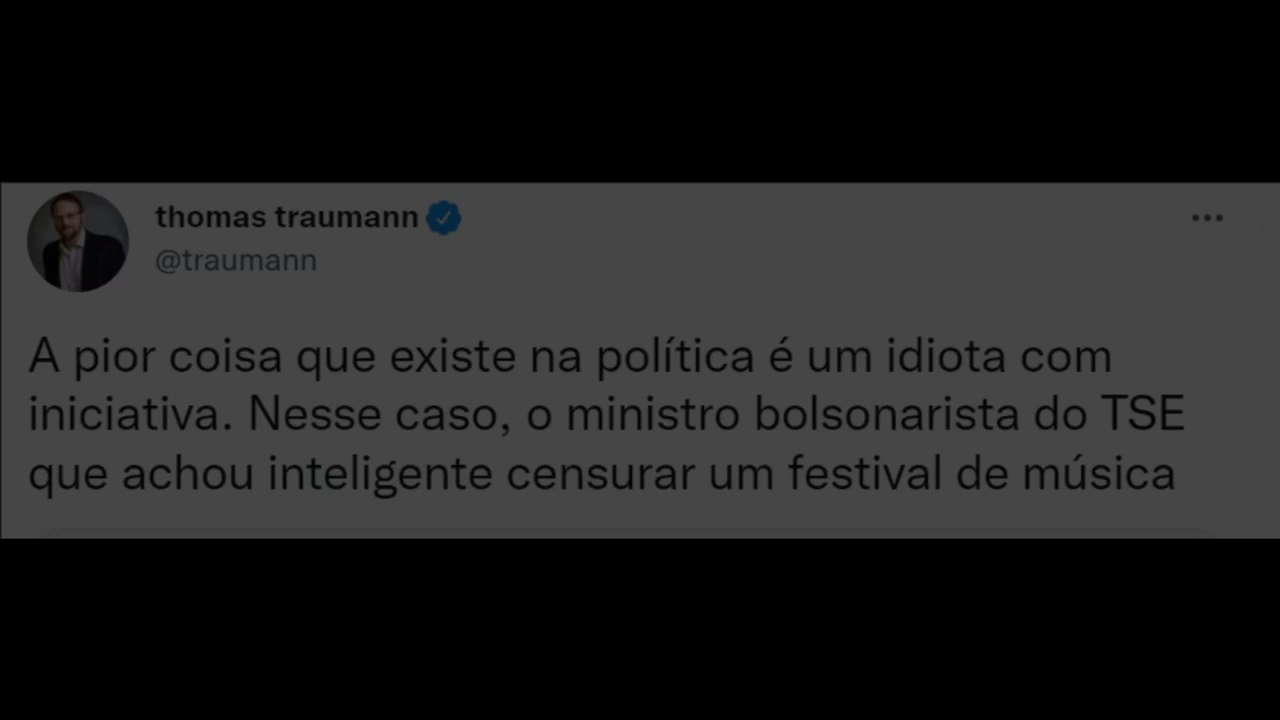 thomas traumann
@traumann
A pior coisa que existe na política é um idiota com
iniciativa. Nesse caso, o ministro bolsonarista do TSE
que achou inteligente censurar um festival de música